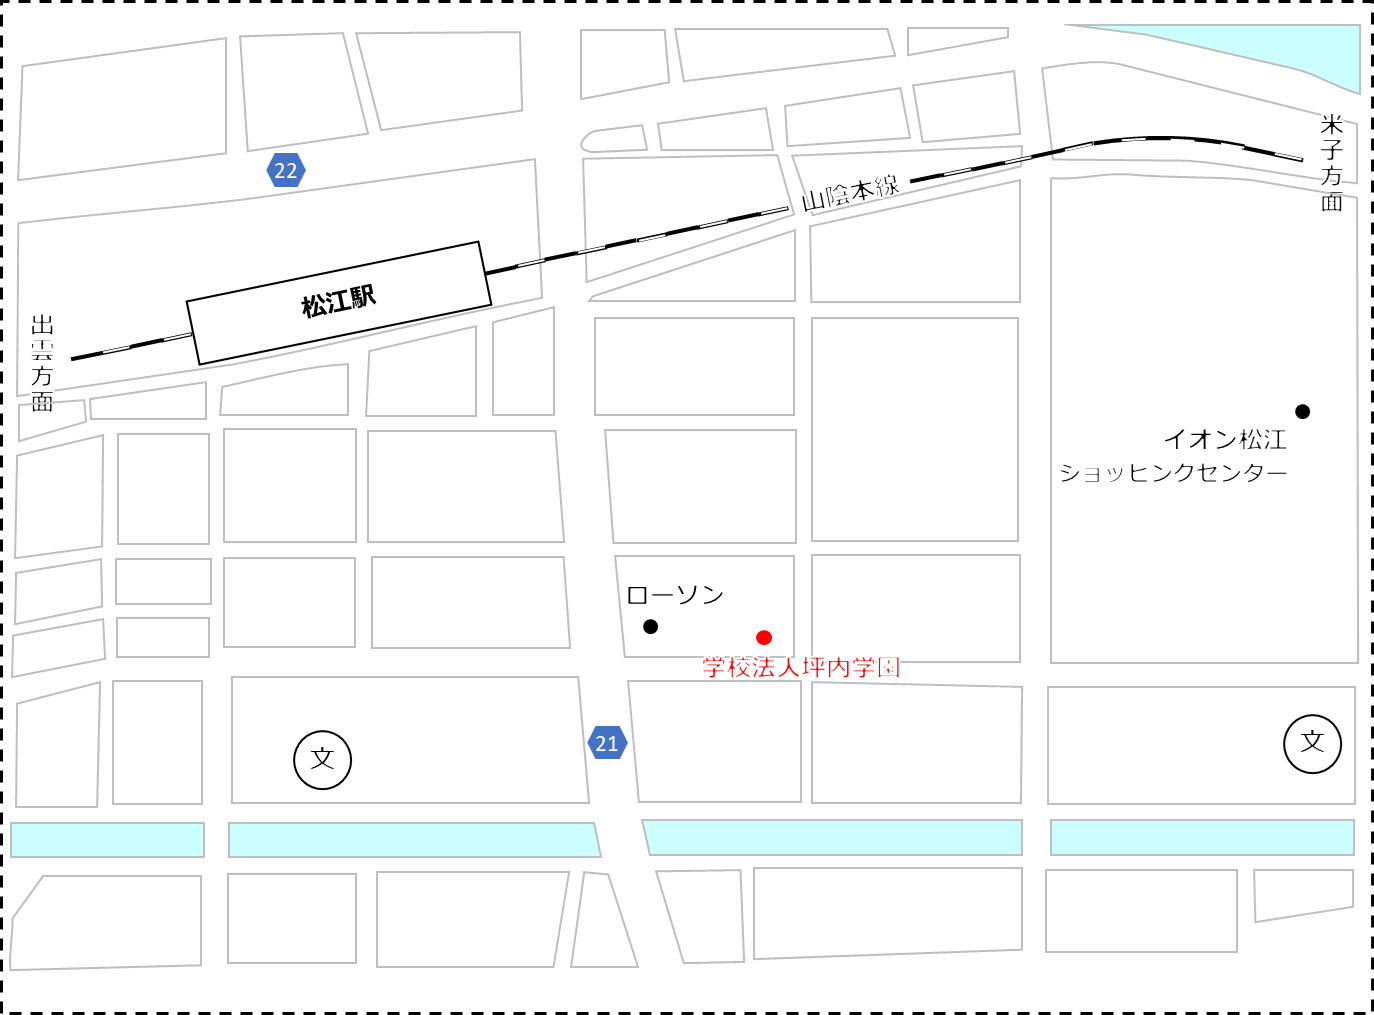 米子方面
22
山陰本線
松江駅
出雲方面
イオン松江
ショッピングセンター
ローソン
学校法人坪内学園
21
文
文